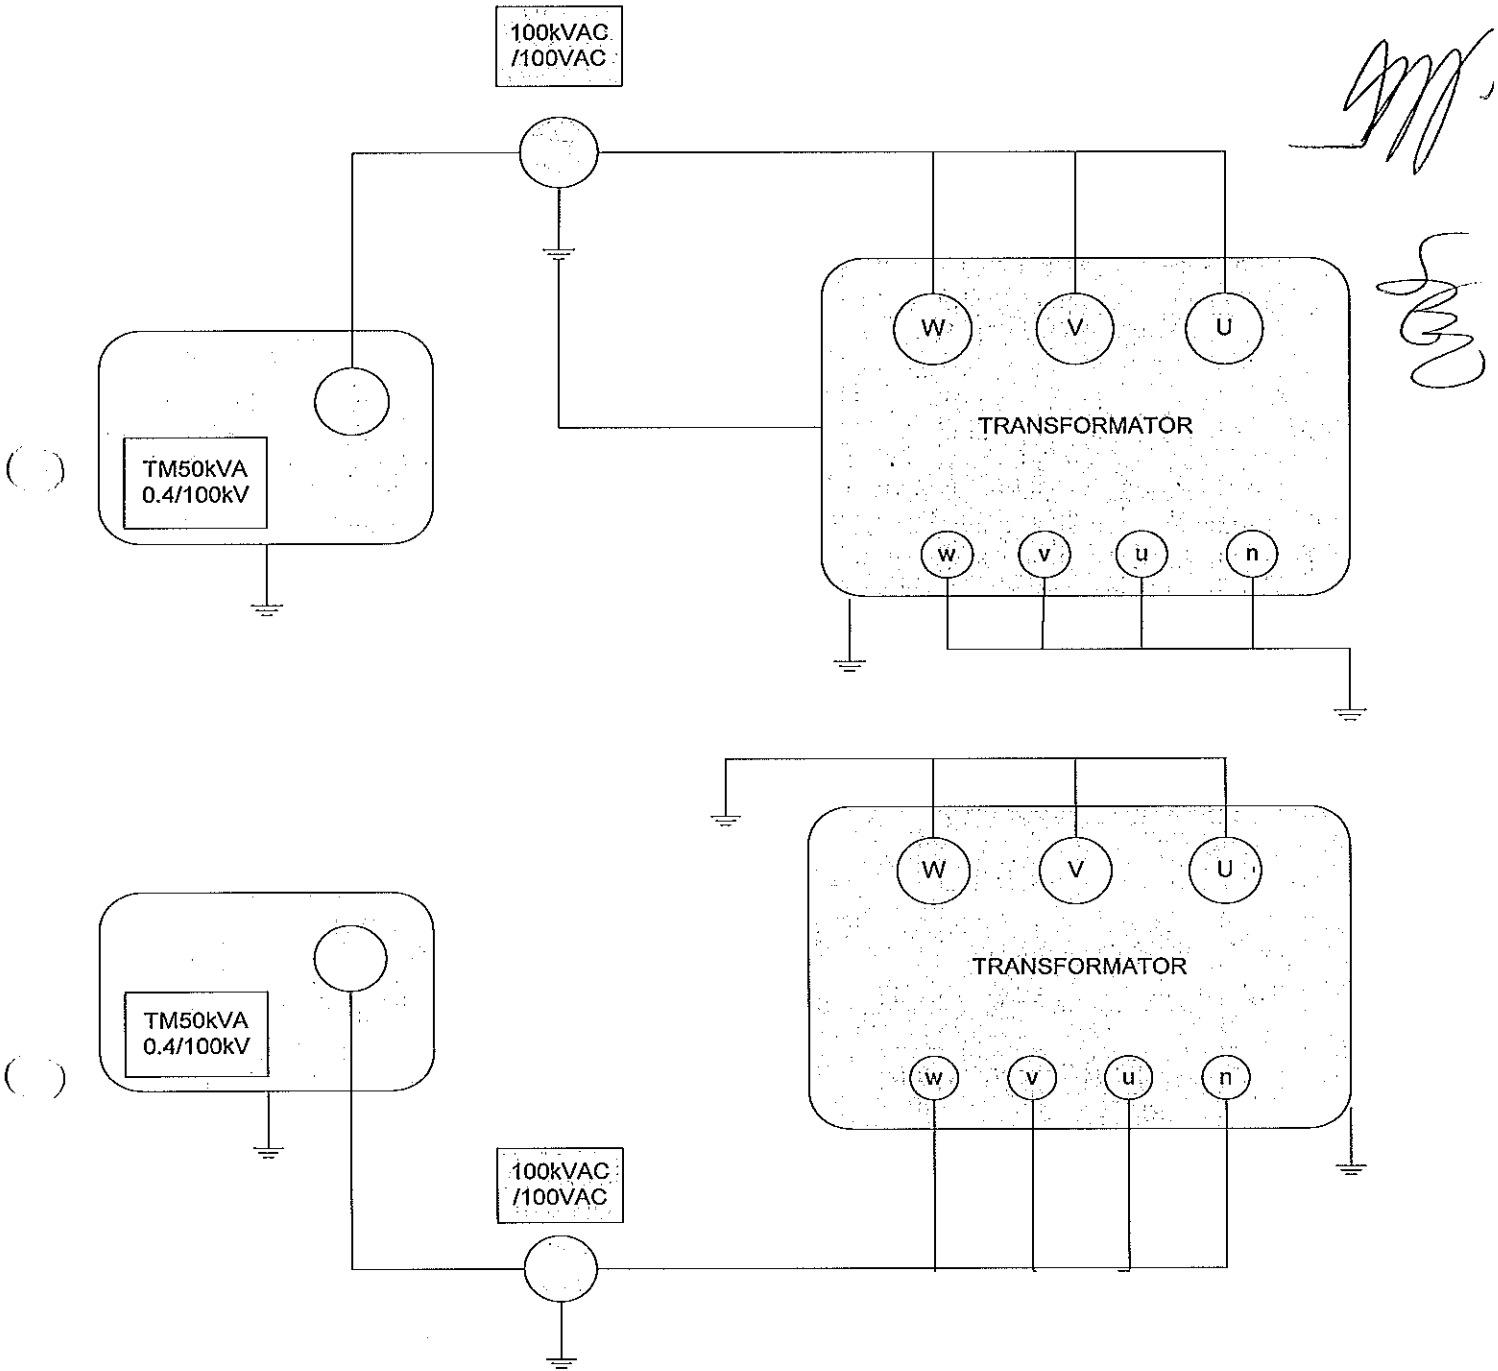 100kVAC
/100VAC
W V U
TRANSFORMATOR
TM50kVA
0.4/100kV
w v u n
W V U
TRANSFORMATOR
TM50kVA
0.4/100kV
w v u n
100kVAC
/100VAC